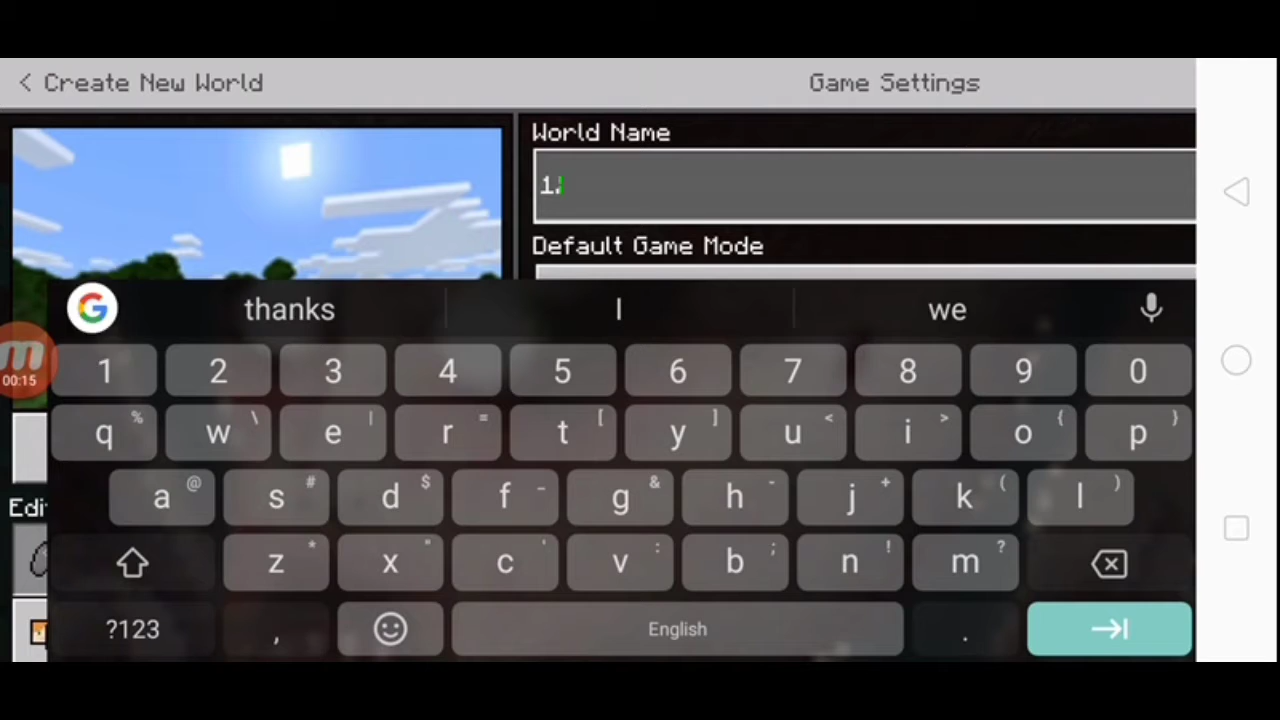 < Create New World
Game Settings
World Name
1.
Default Game Mode
G
thanks
I
we
m
00:15
1 2 3 4 5 6 7 8 9 0
q % w \ e | r = t [ y ] u < i > o { p }
a @ s # d $ f _ g & h - j + k ( l )
Edi
z * x " c ' v : b ; n ! m ?
?123 , English .